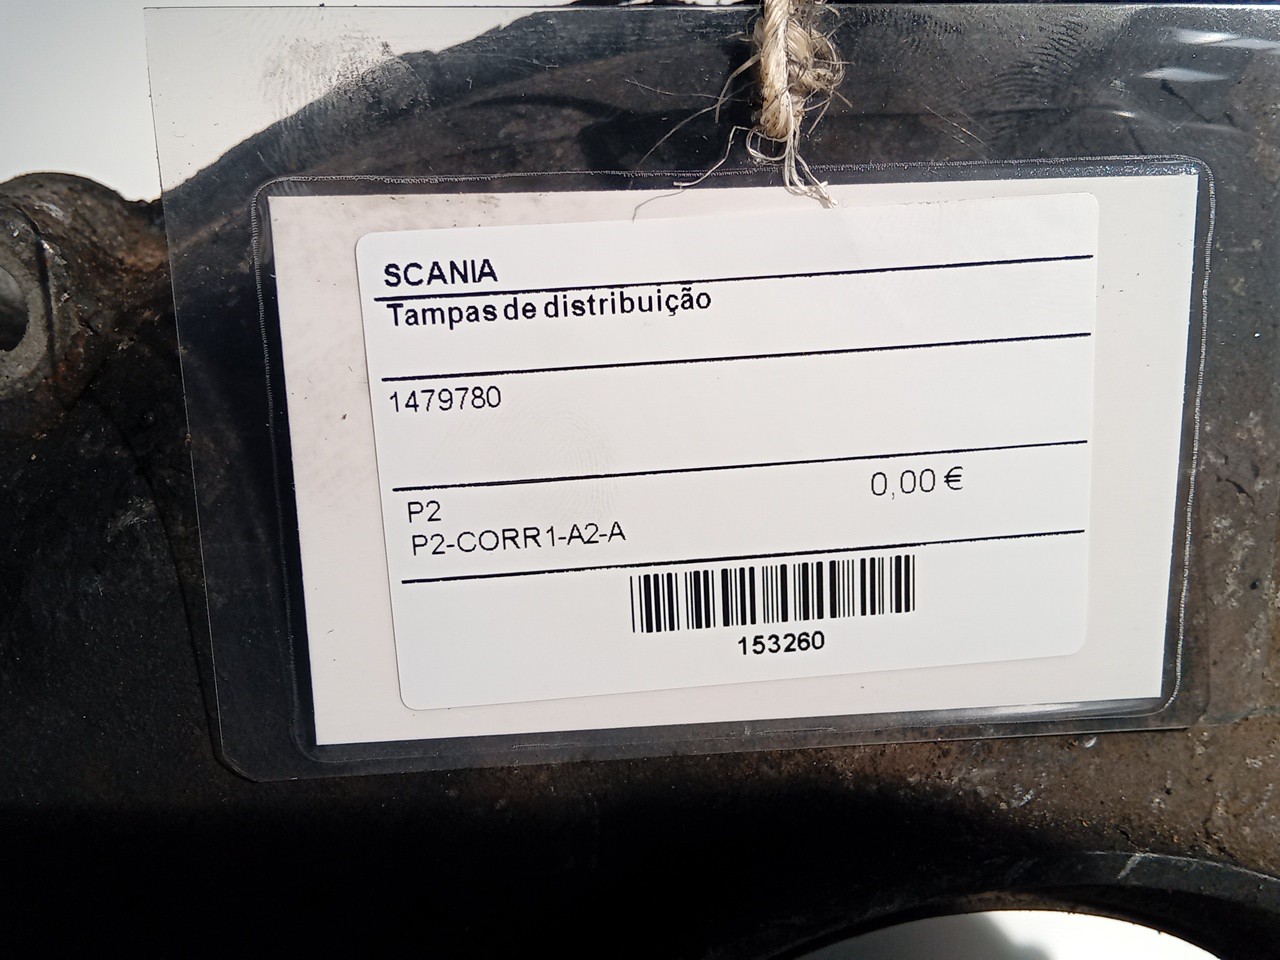 SCANIA
Tampas de distribuição
1479780
0,00 €
P2
P2-CORR1-A2-A
153260